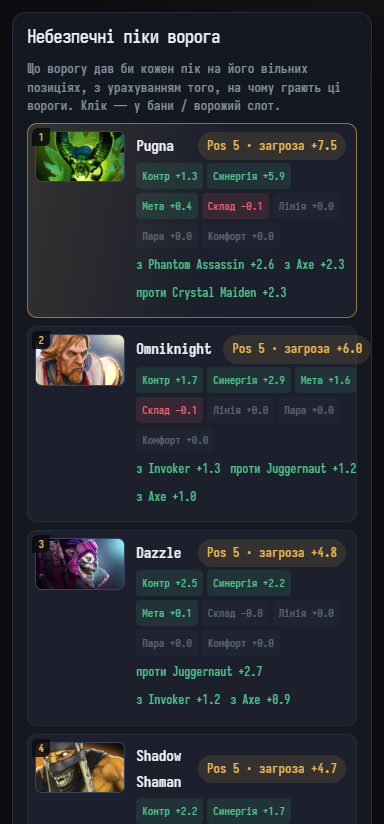 Небезпечні піки ворога
Що ворогу дав би кожен пік на його вільних
позиціях, з урахуванням того, на чому грають ці
вороги. Клік — у бани / ворожий слот.
1
Pugna
Pos 5 · загроза +7.5
Контр +1.3 Синергія +5.9
Мета +0.4 Склад -0.1 Лінія +0.0
Пара +0.0 Комфорт +0.0
з Phantom Assassin +2.6 з Axe +2.3
проти Crystal Maiden +2.3
2
Omniknight
Pos 5 · загроза +6.0
Контр +1.7 Синергія +2.9 Мета +1.6
Склад -0.1 Лінія +0.0 Пара +0.0
Комфорт +0.0
з Invoker +1.3 проти Juggernaut +1.2
з Axe +1.0
3
Dazzle
Pos 5 · загроза +4.8
Контр +2.5 Синергія +2.2
Мета +0.1 Склад -0.0 Лінія +0.0
Пара +0.0 Комфорт +0.0
проти Juggernaut +2.7
з Invoker +1.2 з Axe +0.9
4
Shadow
Shaman
Pos 5 · загроза +4.7
Контр +2.2 Синергія +1.7